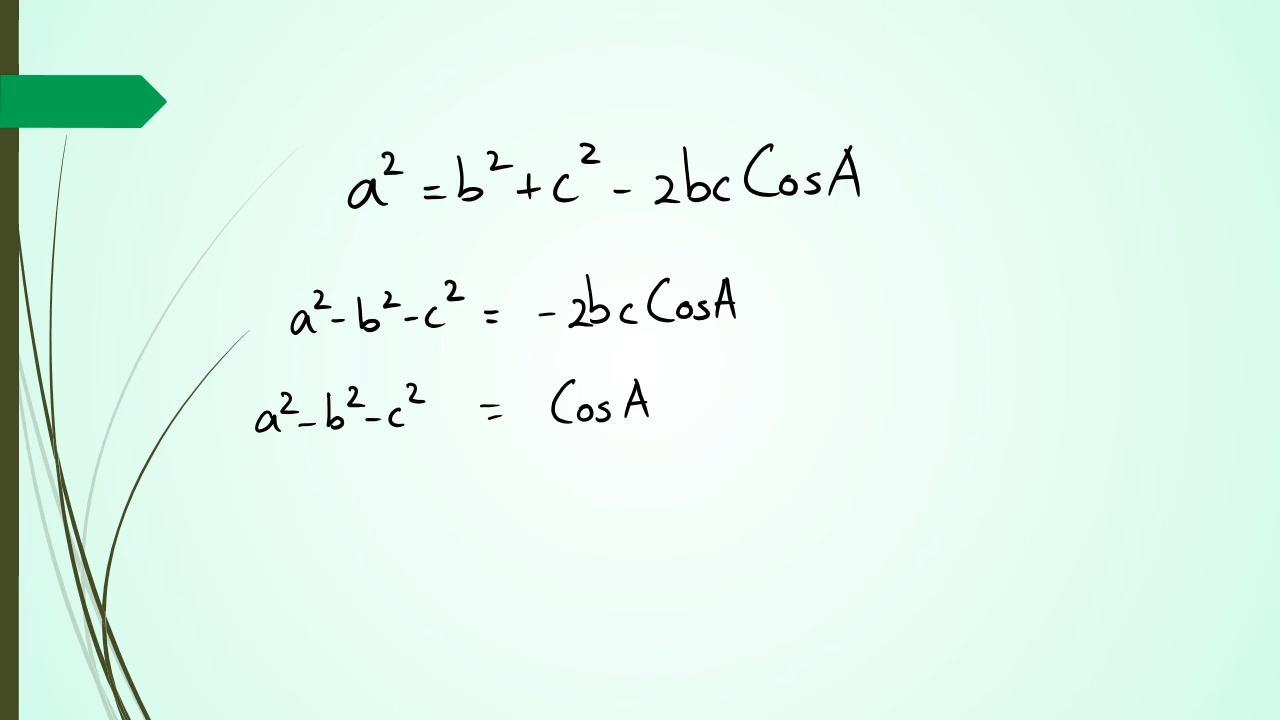 a² = b² + c² - 2bc CosA
a² - b² - c² = - 2bc CosA
a² - b² - c² = Cos A